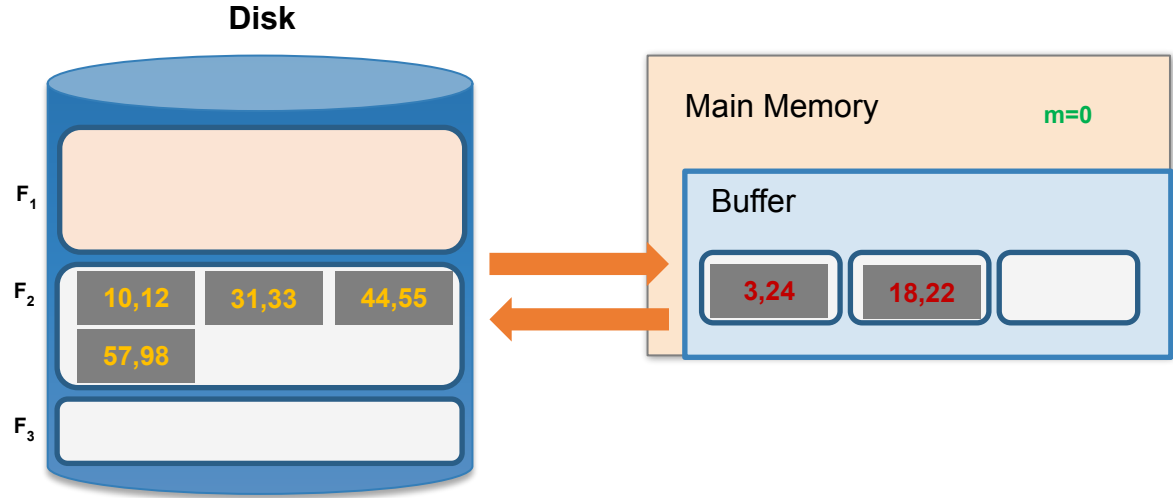 Disk
Main Memory
m=0
Buffer
F1
F2
10,12
31,33
44,55
57,98
3,24
18,22
F3